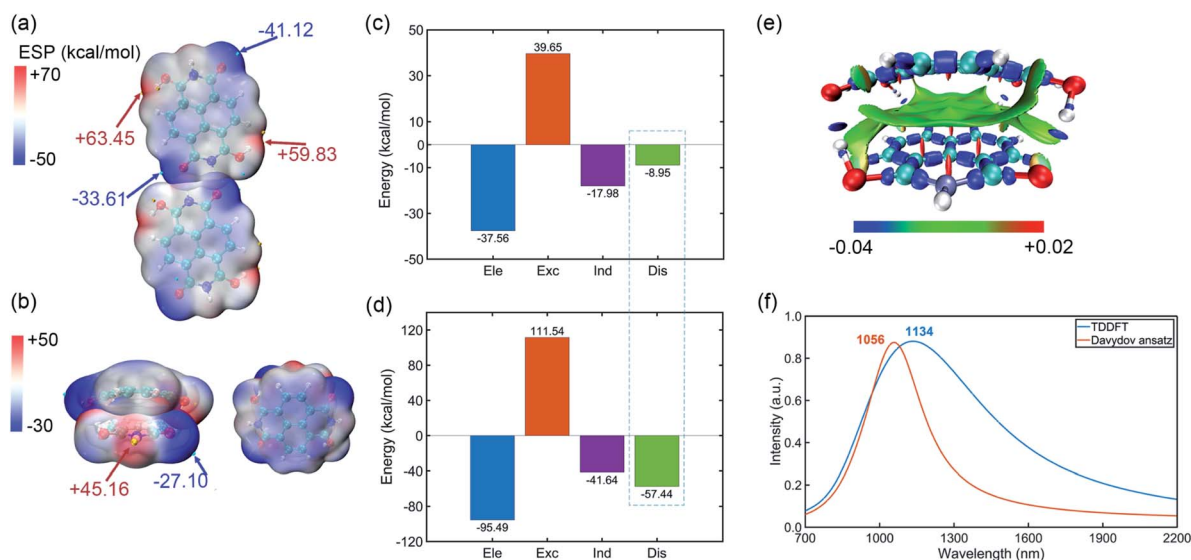 (a)
ESP (kcal/mol)
+70
-50
-41.12
+63.45
+59.83
-33.61
(b)
+50
-30
+45.16
-27.10
(c)
Energy (kcal/mol)
50
40
30
20
10
0
-10
-20
-30
-40
-50
39.65
-37.56
-17.98
-8.95
Ele Exc Ind Dis
(d)
Energy (kcal/mol)
120
80
40
0
-40
-80
-120
111.54
-95.49
-41.64
-57.44
Ele Exc Ind Dis
(e)
-0.04 +0.02
(f)
Intensity (a.u.)
1.0
0.8
0.6
0.4
0.2
0.0
1056 1134
TDDFT
Davydov ansatz
700 1000 1300 1600 1900 2200
Wavelength (nm)